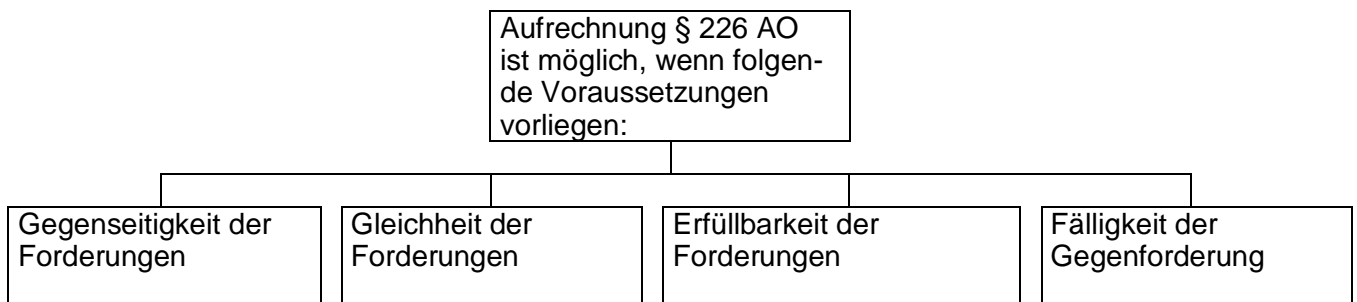 Aufrechnung § 226 AO
ist möglich, wenn folgen-
de Voraussetzungen
vorliegen:
Gegenseitigkeit der
Forderungen
Gleichheit der
Forderungen
Erfüllbarkeit der
Forderungen
Fälligkeit der
Gegenforderung